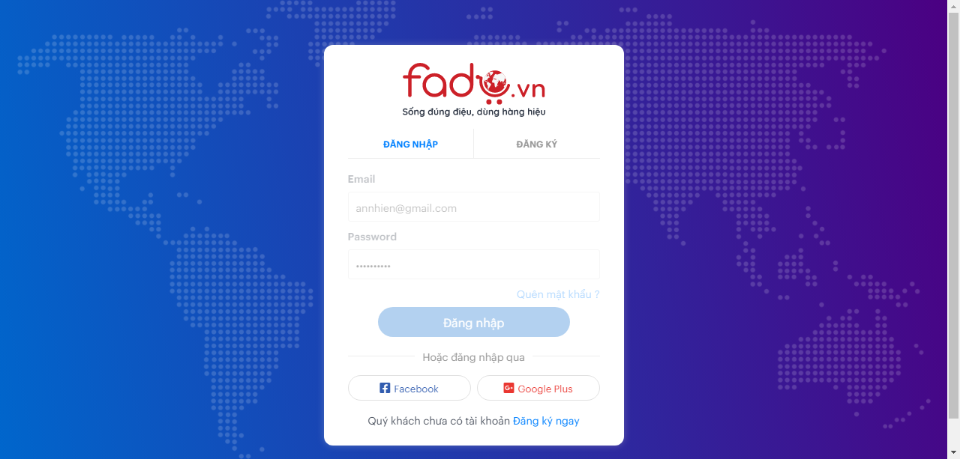 fado.vn
Sống đúng điệu, dùng hàng hiệu
ĐĂNG NHẬP
ĐĂNG KÝ
Email
annhien@gmail.com
Password
••••••••••
Quên mật khẩu ?
Đăng nhập
Hoặc đăng nhập qua
Facebook
Google Plus
Quý khách chưa có tài khoản Đăng ký ngay